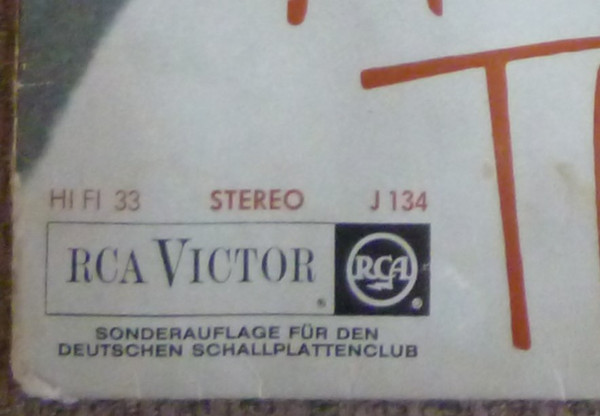 HI FI 33 STEREO J 134
RCA VICTOR RCA
SONDERAUFLAGE FÜR DEN
DEUTSCHEN SCHALLPLATTENCLUB